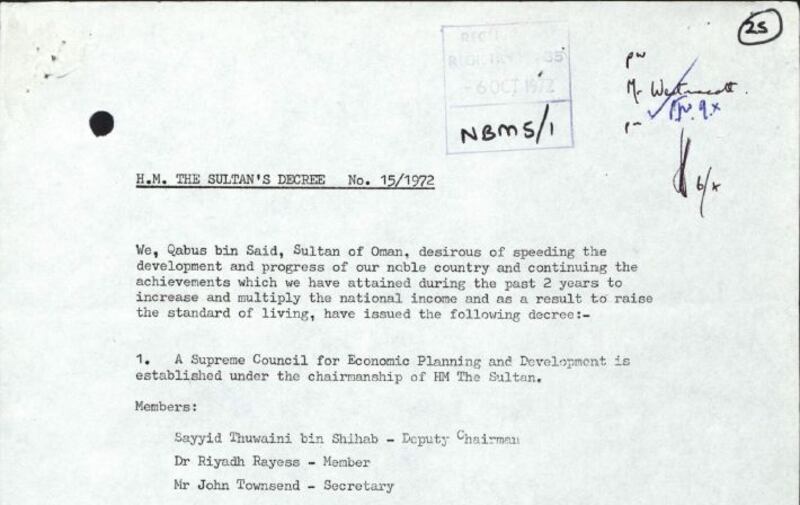 25
REGISTRY
-6 OCT 1972
NBM 5/1
pw
Mr Westmacott.
6/x
H.M. THE SULTAN'S DECREE No. 15/1972
We, Qabus bin Said, Sultan of Oman, desirous of speeding the
development and progress of our noble country and continuing the
achievements which we have attained during the past 2 years to
increase and multiply the national income and as a result to raise
the standard of living, have issued the following decree:-
1. A Supreme Council for Economic Planning and Development is
established under the chairmanship of HM The Sultan.
Members:
Sayyid Thuwaini bin Shihab - Deputy Chairman
Dr Riyadh Rayess - Member
Mr John Townsend - Secretary